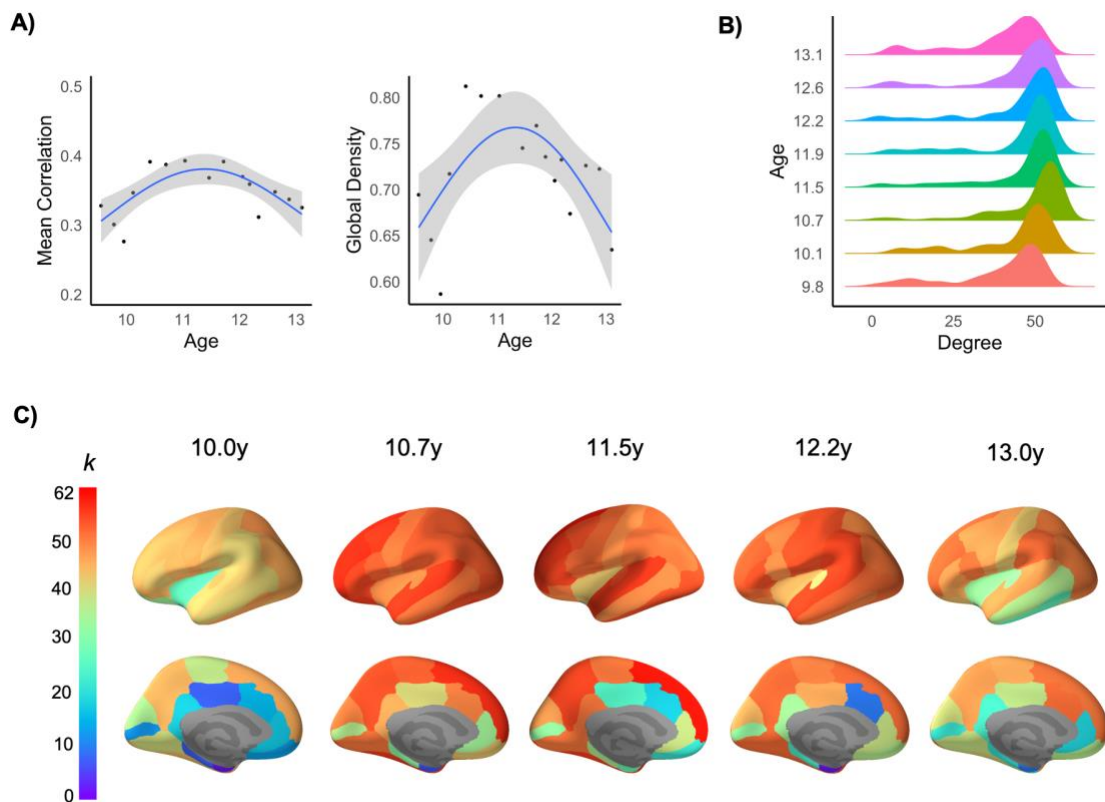 A)
0.5
0.4
0.3
0.2
Mean Correlation
10 11 12 13
Age
0.80
0.75
0.70
0.65
0.60
Global Density
10 11 12 13
Age
B)
13.1
12.6
12.2
11.9
11.5
10.7
10.1
9.8
Age
0 25 50
Degree
C)
10.0y 10.7y 11.5y 12.2y 13.0y
k
62
50
40
30
20
10
0